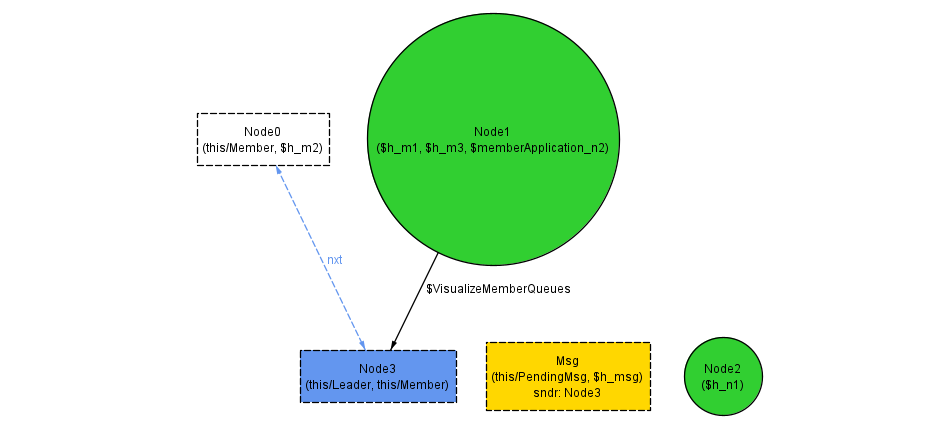 Node0
(this/Member, $h_m2)
Node1
($h_m1, $h_m3, $memberApplication_n2)
nxt
$VisualizeMemberQueues
Node3
(this/Leader, this/Member)
Msg
(this/PendingMsg, $h_msg)
sndr: Node3
Node2
($h_n1)